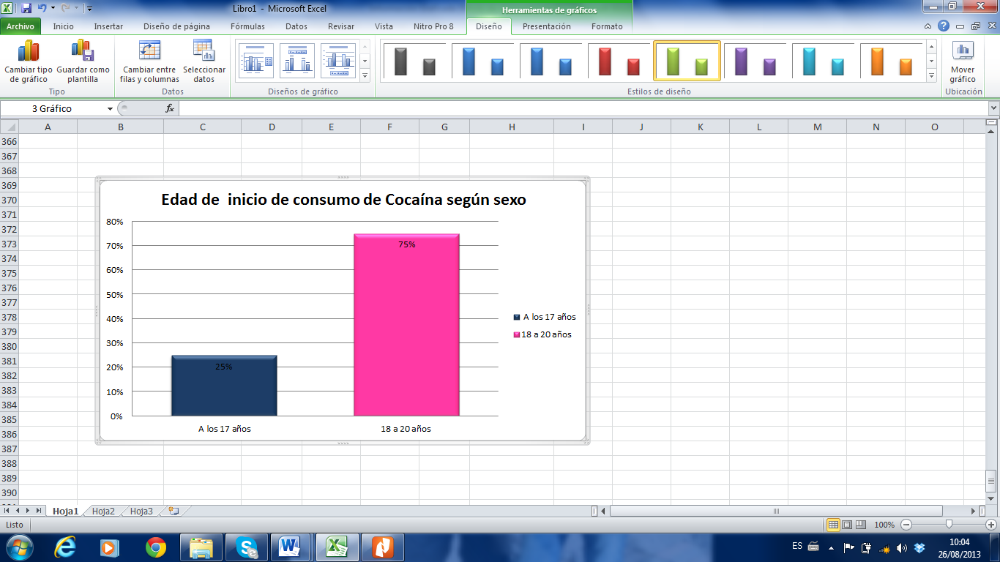 Libro1 - Microsoft Excel
Herramientas de gráficos
Archivo Inicio Insertar Diseño de página Fórmulas Datos Revisar Vista Nitro Pro 8 Diseño Presentación Formato
Cambiar tipo de gráfico
Guardar como plantilla
Cambiar entre filas y columnas
Seleccionar datos
Mover gráfico
Tipo Datos Diseños de gráfico Estilos de diseño Ubicación
3 Gráfico fx
A B C D E F G H I J K L M N O
366
367
368
369
370
371
372
373
374
375
376
377
378
379
380
381
382
383
384
385
386
387
388
389
390
Edad de  inicio de consumo de Cocaína según sexo
80%
70%
60%
50%
40%
30%
20%
10%
0%
75%
25%
A los 17 años
18 a 20 años
A los 17 años
18 a 20 años
Hoja1 Hoja2 Hoja3
Listo
100%
ES
10:04
26/08/2013